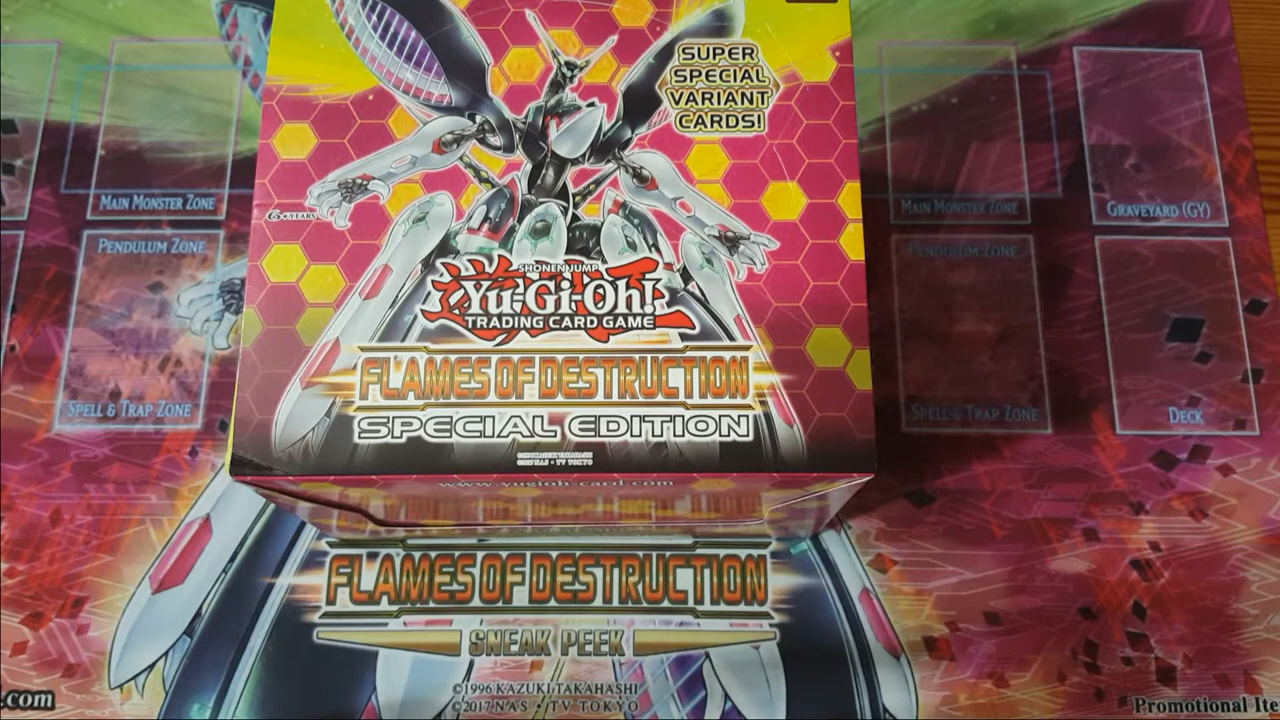 SUPER
SPECIAL
VARIANT
CARDS!
MAIN MONSTER ZONE
MAIN MONSTER ZONE
GRAVEYARD (GY)
6+ YEARS
PENDULUM ZONE
PENDULUM ZONE
SHONEN JUMP
Yu-Gi-Oh!
TRADING CARD GAME
FLAMES OF DESTRUCTION
SPELL & TRAP ZONE
SPELL & TRAP ZONE
DECK
SPECIAL EDITION
www.yugioh-card.com
FLAMES OF DESTRUCTION
SNEAK PEEK
©1996 KAZUKI TAKAHASHI
©2017 NAS • TV TOKYO
.com
Promotional Ite